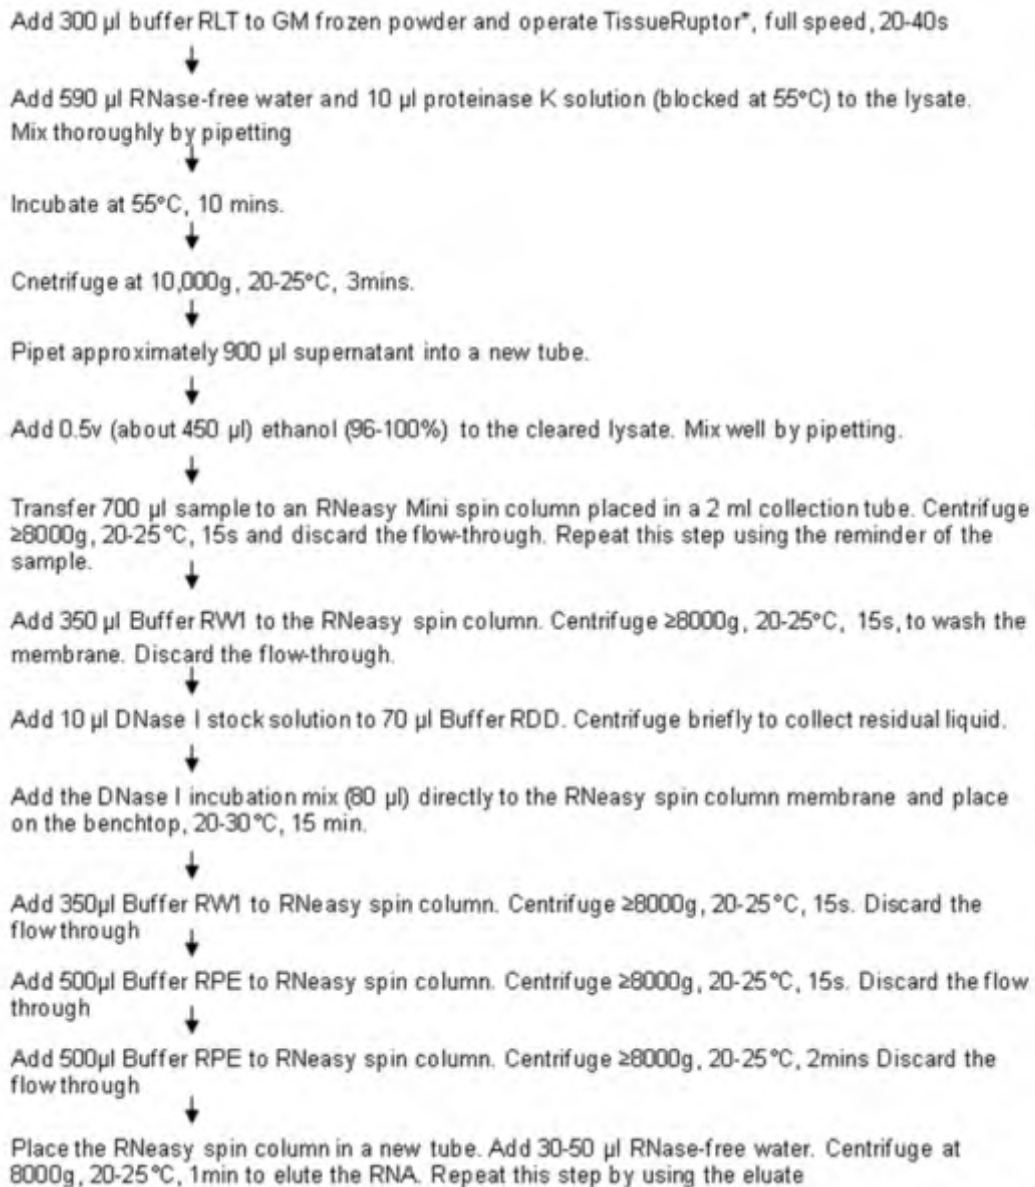 Add 300 µl buffer RLT to GM frozen powder and operate TissueRuptor*, full speed, 20-40s
Add 590 µl RNase-free water and 10 µl proteinase K solution (blocked at 55°C) to the lysate.
Mix thoroughly by pipetting
Incubate at 55°C, 10 mins.
Cnetrifuge at 10,000g, 20-25°C, 3mins.
Pipet approximately 900 µl supernatant into a new tube.
Add 0.5v (about 450 µl) ethanol (96-100%) to the cleared lysate. Mix well by pipetting.
Transfer 700 µl sample to an RNeasy Mini spin column placed in a 2 ml collection tube. Centrifuge
≥8000g, 20-25°C, 15s and discard the flow-through. Repeat this step using the reminder of the
sample.
Add 350 µl Buffer RW1 to the RNeasy spin column. Centrifuge ≥8000g, 20-25°C, 15s, to wash the
membrane. Discard the flow-through.
Add 10 µl DNase I stock solution to 70 µl Buffer RDD. Centrifuge briefly to collect residual liquid.
Add the DNase I incubation mix (80 µl) directly to the RNeasy spin column membrane and place
on the benchtop, 20-30°C, 15 min.
Add 350µl Buffer RW1 to RNeasy spin column. Centrifuge ≥8000g, 20-25°C, 15s. Discard the
flow through
Add 500µl Buffer RPE to RNeasy spin column. Centrifuge ≥8000g, 20-25°C, 15s. Discard the flow
through
Add 500µl Buffer RPE to RNeasy spin column. Centrifuge ≥8000g, 20-25°C, 2mins Discard the
flow through
Place the RNeasy spin column in a new tube. Add 30-50 µl RNase-free water. Centrifuge at
8000g, 20-25°C, 1min to elute the RNA. Repeat this step by using the eluate